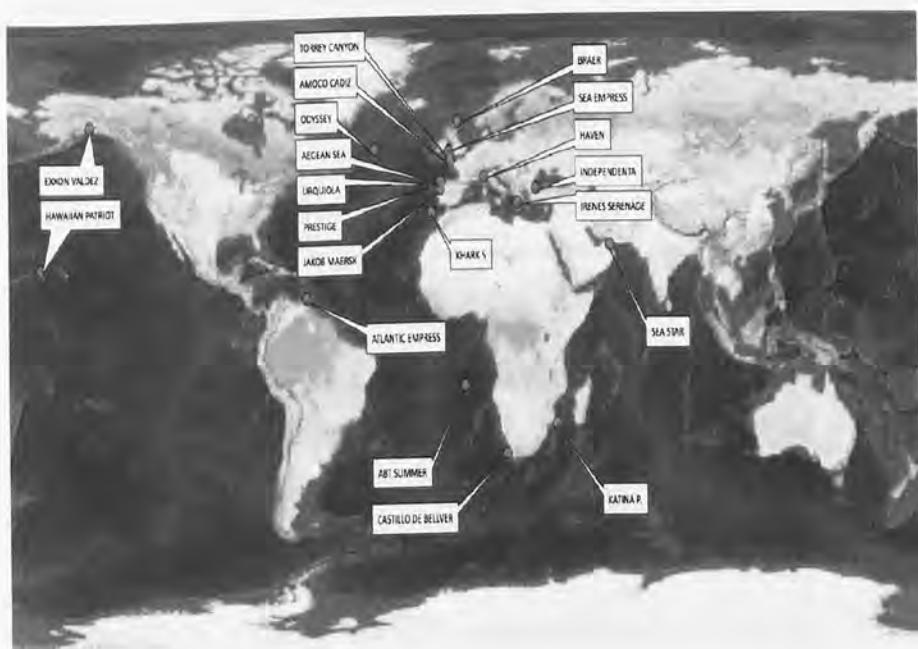 TORREY CANYON
AMOCO CADIZ
ODYSSEY
AEGEAN SEA
URQUIOLA
PRESTIGE
JAKOB MAERSK
KHARK 5
BRAER
SEA EMPRESS
HAVEN
INDEPENDENTA
IRENES SERENAGE
EXXON VALDEZ
HAWAIIAN PATRIOT
ATLANTIC EMPRESS
SEA STAR
ABT SUMMER
CASTILLO DE BELLVER
KATINA P.